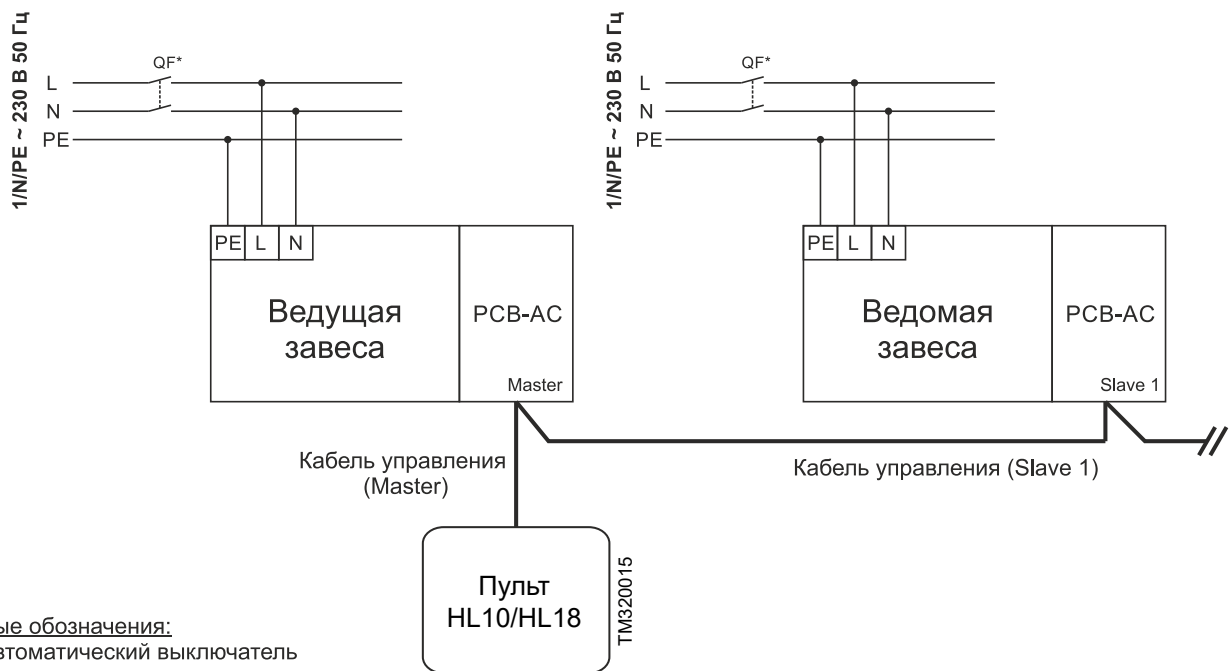 1/N/PE ~ 230 В 50 Гц
QF*
L
N
PE
PE L N
Ведущая
завеса
PCB-AC
Master
1/N/PE ~ 230 В 50 Гц
QF*
L
N
PE
PE L N
Ведомая
завеса
PCB-AC
Slave 1
Кабель управления
(Master)
Кабель управления (Slave 1)
Пульт
HL10/HL18
TM320015
обозначения:
выключатель